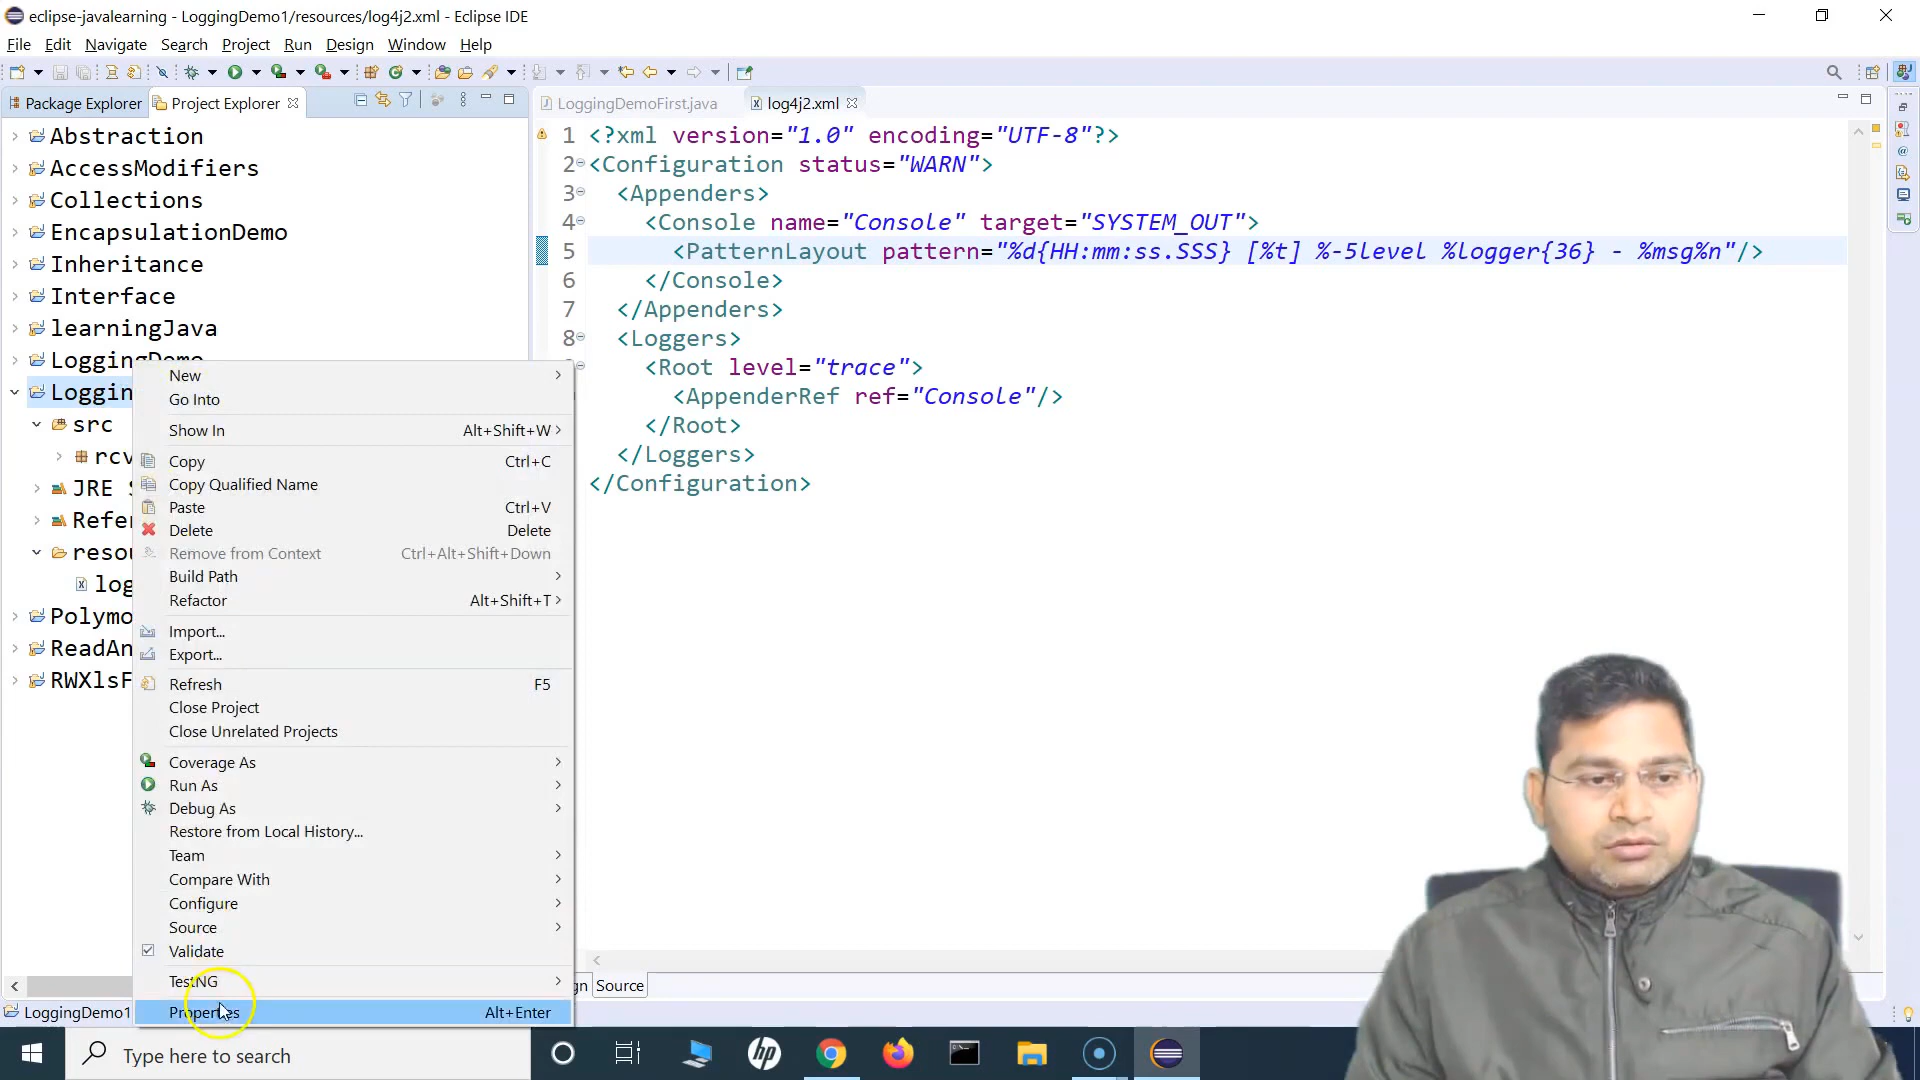 eclipse-javalearning - LoggingDemo1/resources/log4j2.xml - Eclipse IDE
File Edit Navigate Search Project Run Design Window Help
Package Explorer Project Explorer LoggingDemoFirst.java log4j2.xml
Abstraction
AccessModifiers
Collections
EncapsulationDemo
Inheritance
Interface
learningJava
LoggingDemo
Loggin
src
rcv
JRE S
Refer
resou
log
Polymo
ReadAn
RWXlsF
New
Go Into
Show In Alt+Shift+W
Copy Ctrl+C
Copy Qualified Name
Paste Ctrl+V
Delete Delete
Remove from Context Ctrl+Alt+Shift+Down
Build Path
Refactor Alt+Shift+T
Import...
Export...
Refresh F5
Close Project
Close Unrelated Projects
Coverage As
Run As
Debug As
Restore from Local History...
Team
Compare With
Configure
Source
Validate
TestNG
Properties Alt+Enter
1 <?xml version="1.0" encoding="UTF-8"?>
2 <Configuration status="WARN">
3 <Appenders>
4 <Console name="Console" target="SYSTEM_OUT">
5 <PatternLayout pattern="%d{HH:mm:ss.SSS} [%t] %-5level %logger{36} - %msg%n"/>
6 </Console>
7 </Appenders>
8 <Loggers>
<Root level="trace">
<AppenderRef ref="Console"/>
</Root>
</Loggers>
</Configuration>
gn Source
LoggingDemo1
Type here to search
hp